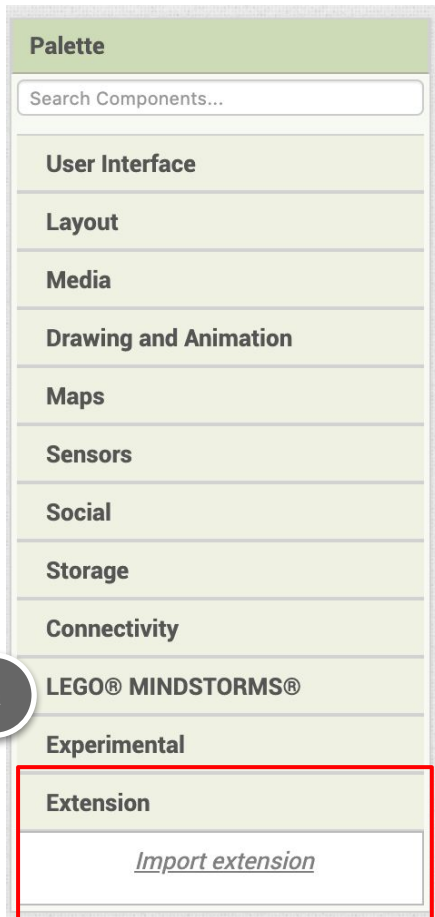 Palette
Search Components...
User Interface
Layout
Media
Drawing and Animation
Maps
Sensors
Social
Storage
Connectivity
LEGO® MINDSTORMS®
Experimental
Extension
Import extension